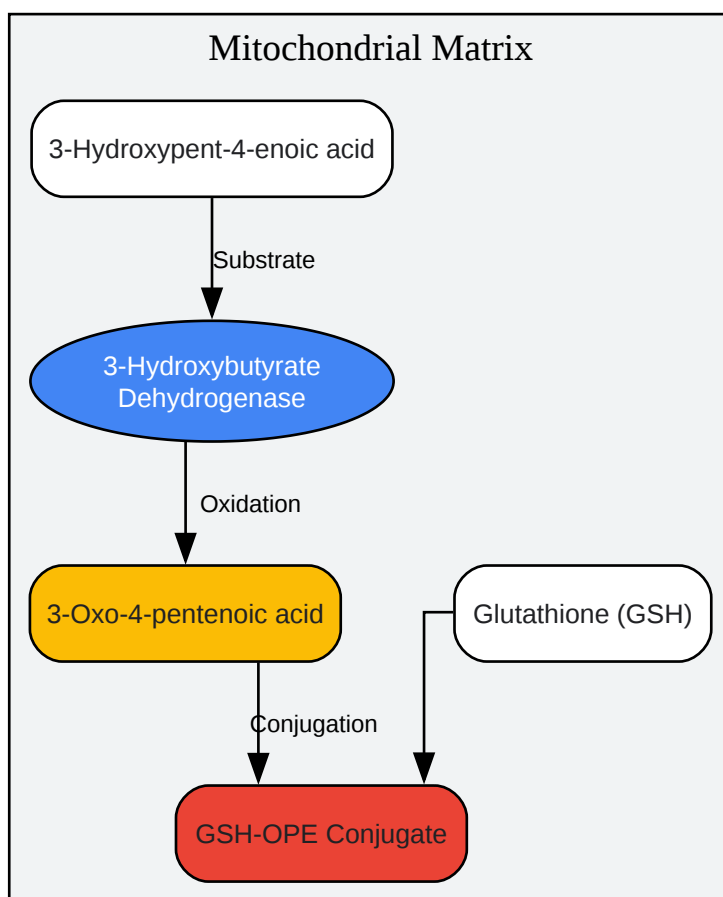 Mitochondrial Matrix
3-Hydroxypent-4-enoic acid
Substrate
3-Hydroxybutyrate
Dehydrogenase
Oxidation
3-Oxo-4-pentenoic acid
Glutathione (GSH)
Conjugation
GSH-OPE Conjugate